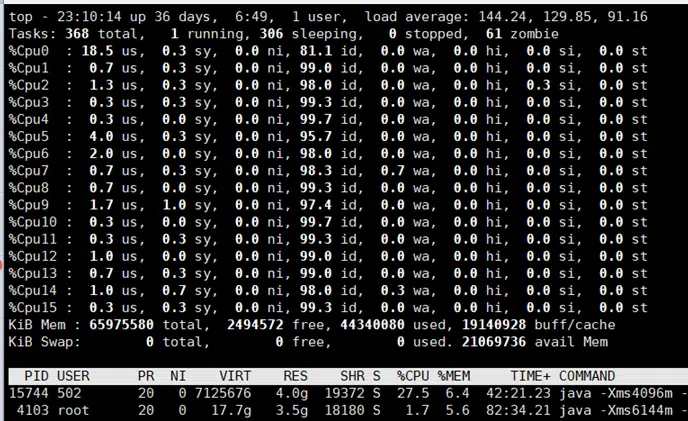 top - 23:10:14 up 36 days,  6:49,  1 user,  load average: 144.24, 129.85, 91.16
Tasks: 368 total,   1 running, 306 sleeping,   0 stopped,  61 zombie
%Cpu0  : 18.5 us,  0.3 sy,  0.0 ni, 81.1 id,  0.0 wa,  0.0 hi,  0.0 si,  0.0 st
%Cpu1  :  0.7 us,  0.3 sy,  0.0 ni, 99.0 id,  0.0 wa,  0.0 hi,  0.0 si,  0.0 st
%Cpu2  :  1.3 us,  0.3 sy,  0.0 ni, 98.0 id,  0.0 wa,  0.0 hi,  0.3 si,  0.0 st
%Cpu3  :  0.3 us,  0.3 sy,  0.0 ni, 99.3 id,  0.0 wa,  0.0 hi,  0.0 si,  0.0 st
%Cpu4  :  0.3 us,  0.0 sy,  0.0 ni, 99.7 id,  0.0 wa,  0.0 hi,  0.0 si,  0.0 st
%Cpu5  :  4.0 us,  0.3 sy,  0.0 ni, 95.7 id,  0.0 wa,  0.0 hi,  0.0 si,  0.0 st
%Cpu6  :  2.0 us,  0.0 sy,  0.0 ni, 98.0 id,  0.0 wa,  0.0 hi,  0.0 si,  0.0 st
%Cpu7  :  0.7 us,  0.3 sy,  0.0 ni, 98.3 id,  0.7 wa,  0.0 hi,  0.0 si,  0.0 st
%Cpu8  :  0.7 us,  0.0 sy,  0.0 ni, 99.3 id,  0.0 wa,  0.0 hi,  0.0 si,  0.0 st
%Cpu9  :  1.7 us,  1.0 sy,  0.0 ni, 97.4 id,  0.0 wa,  0.0 hi,  0.0 si,  0.0 st
%Cpu10 :  0.3 us,  0.0 sy,  0.0 ni, 99.7 id,  0.0 wa,  0.0 hi,  0.0 si,  0.0 st
%Cpu11 :  0.3 us,  0.3 sy,  0.0 ni, 99.3 id,  0.0 wa,  0.0 hi,  0.0 si,  0.0 st
%Cpu12 :  1.0 us,  0.0 sy,  0.0 ni, 99.0 id,  0.0 wa,  0.0 hi,  0.0 si,  0.0 st
%Cpu13 :  0.7 us,  0.3 sy,  0.0 ni, 99.0 id,  0.0 wa,  0.0 hi,  0.0 si,  0.0 st
%Cpu14 :  1.0 us,  0.7 sy,  0.0 ni, 98.0 id,  0.3 wa,  0.0 hi,  0.0 si,  0.0 st
%Cpu15 :  0.3 us,  0.3 sy,  0.0 ni, 99.3 id,  0.0 wa,  0.0 hi,  0.0 si,  0.0 st
KiB Mem : 65975580 total,  2494572 free, 44340080 used, 19140928 buff/cache
KiB Swap:        0 total,        0 free,        0 used. 21069736 avail Mem
PID USER PR NI VIRT RES SHR S %CPU %MEM TIME+ COMMAND
15744 502 20 0 7125676 4.0g 19372 S 27.5 6.4 42:21.23 java -Xms4096m -
4103 root 20 0 17.7g 3.5g 18180 S 1.7 5.6 82:34.21 java -Xms6144m -